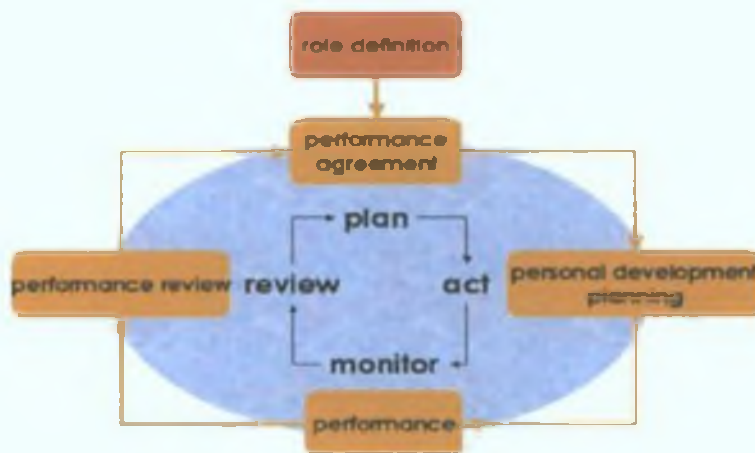 role definition
performance
agreement
plan
performance review
review
act
personal development
planning
monitor
performance